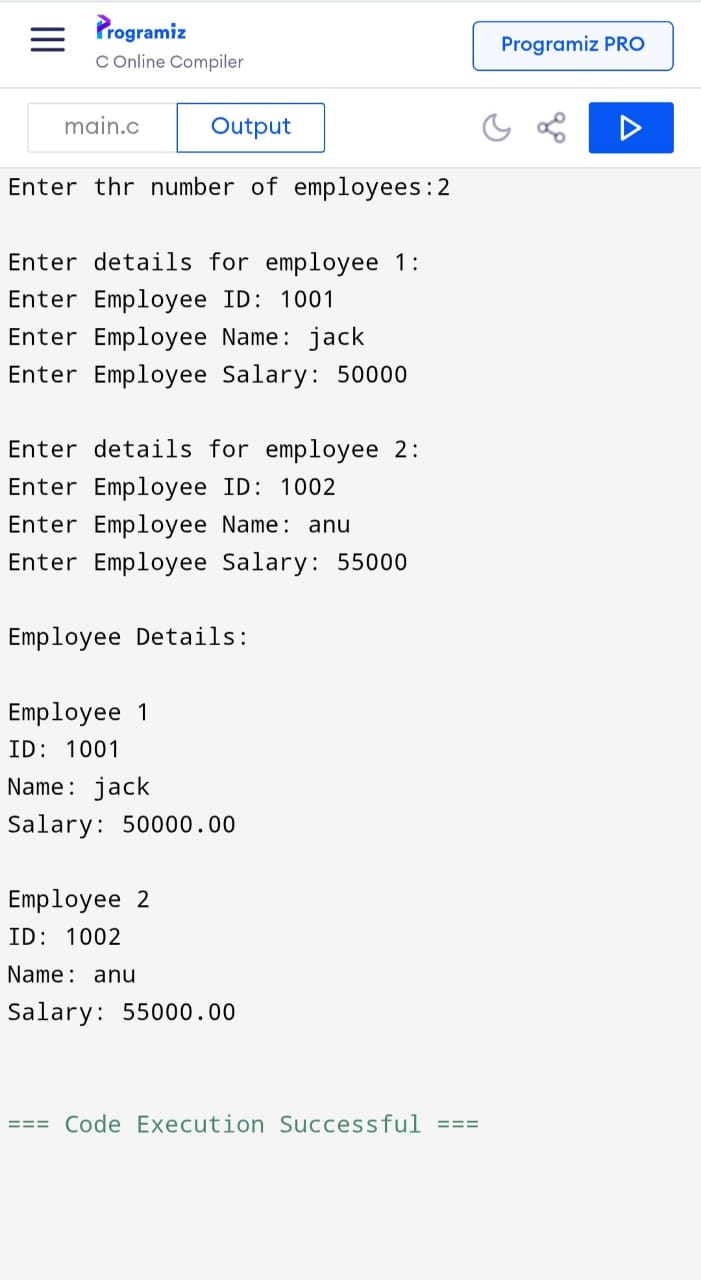 Programiz
C Online Compiler
Programiz PRO
main.c
Output
Enter thr number of employees:2
Enter details for employee 1:
Enter Employee ID: 1001
Enter Employee Name: jack
Enter Employee Salary: 50000
Enter details for employee 2:
Enter Employee ID: 1002
Enter Employee Name: anu
Enter Employee Salary: 55000
Employee Details:
Employee 1
ID: 1001
Name: jack
Salary: 50000.00
Employee 2
ID: 1002
Name: anu
Salary: 55000.00
=== Code Execution Successful ===